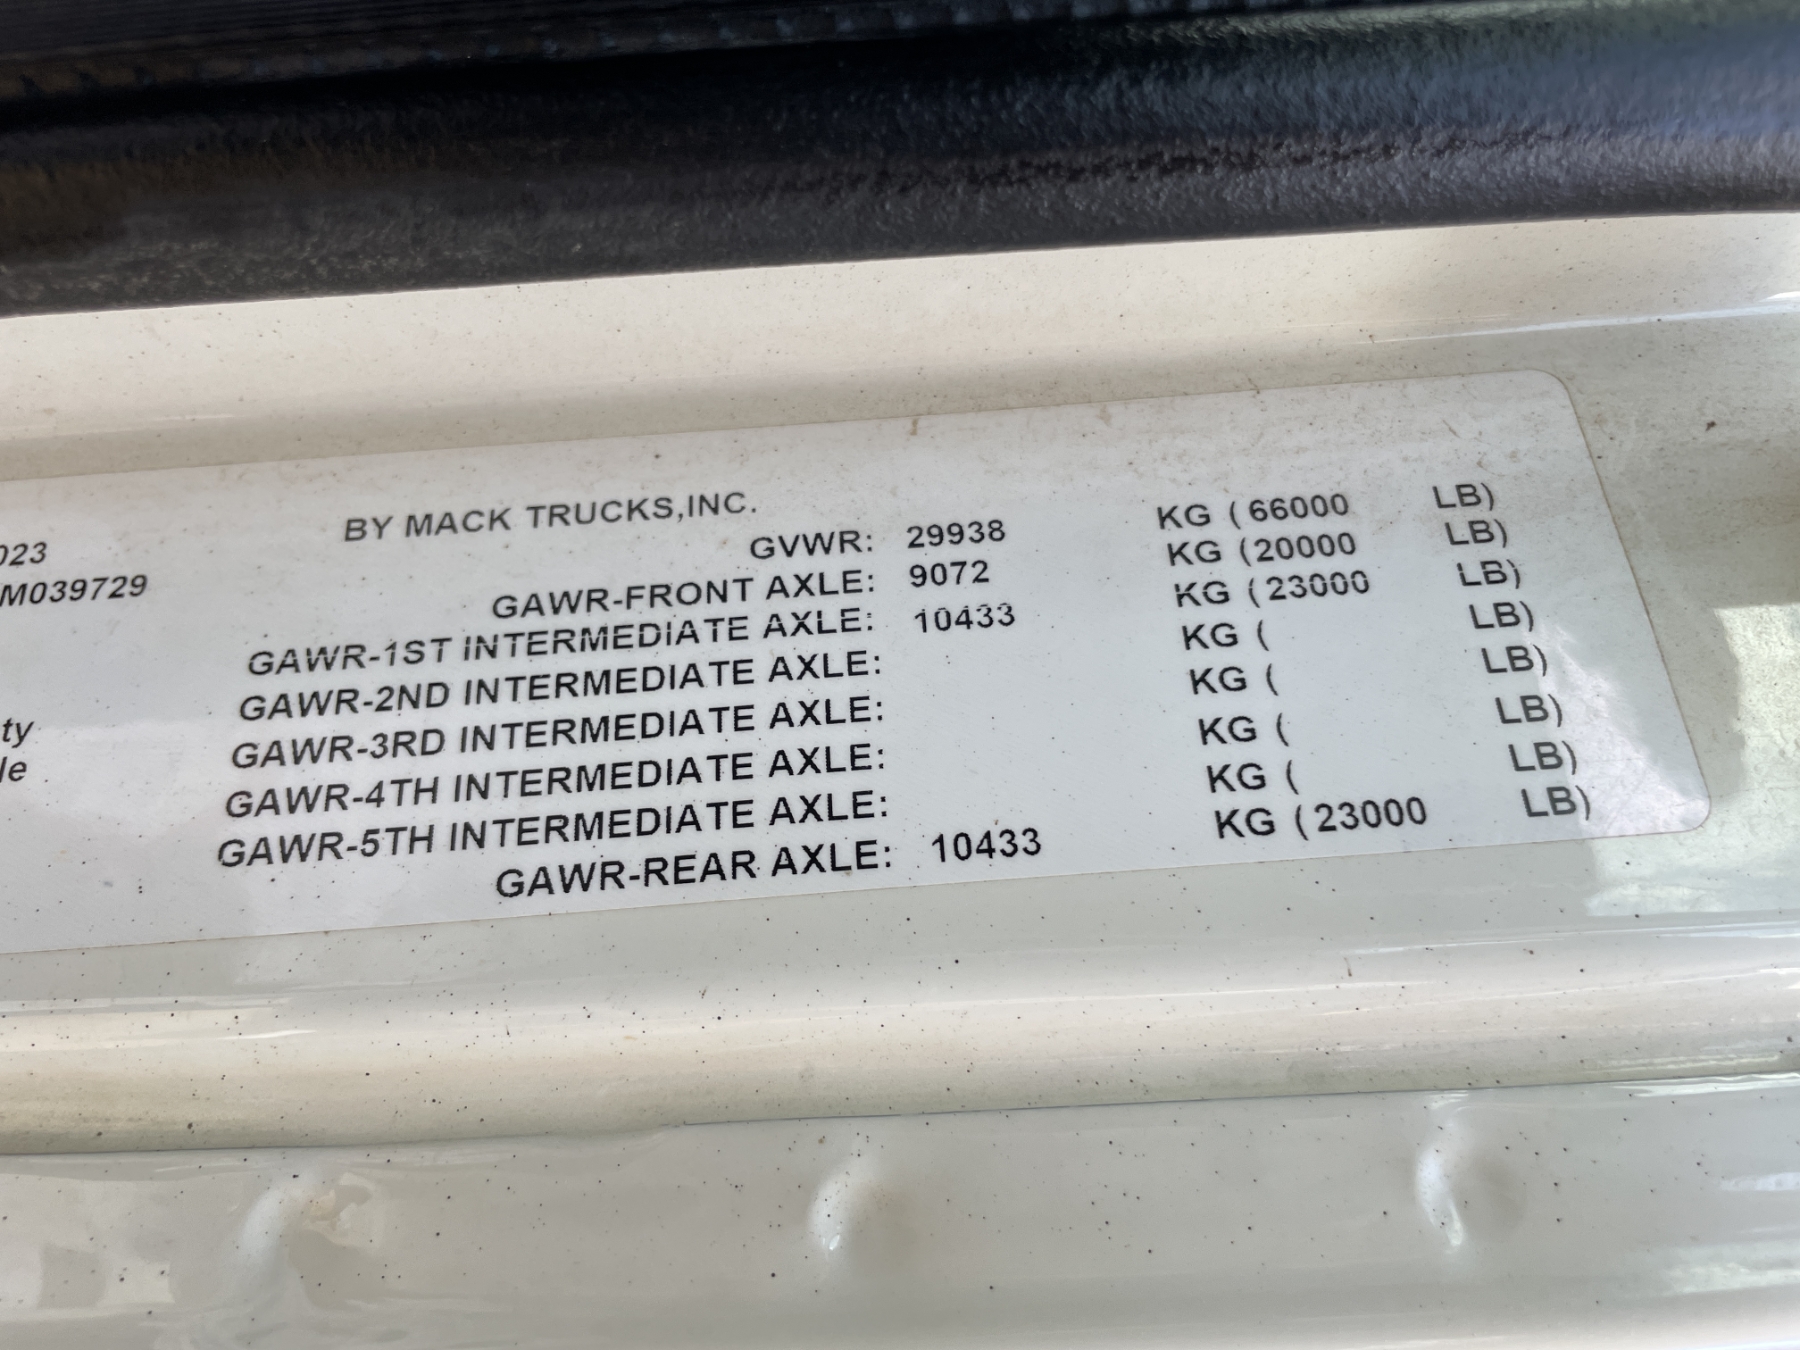 BY MACK TRUCKS,INC.
023
GVWR: 29938 KG (66000 LB)
M039729
GAWR-FRONT AXLE: 9072 KG (20000 LB)
GAWR-1ST INTERMEDIATE AXLE: 10433 KG (23000 LB)
GAWR-2ND INTERMEDIATE AXLE: KG ( LB)
ty
GAWR-3RD INTERMEDIATE AXLE: KG ( LB)
le
GAWR-4TH INTERMEDIATE AXLE: KG ( LB)
GAWR-5TH INTERMEDIATE AXLE: KG ( LB)
GAWR-REAR AXLE: 10433 KG (23000 LB)